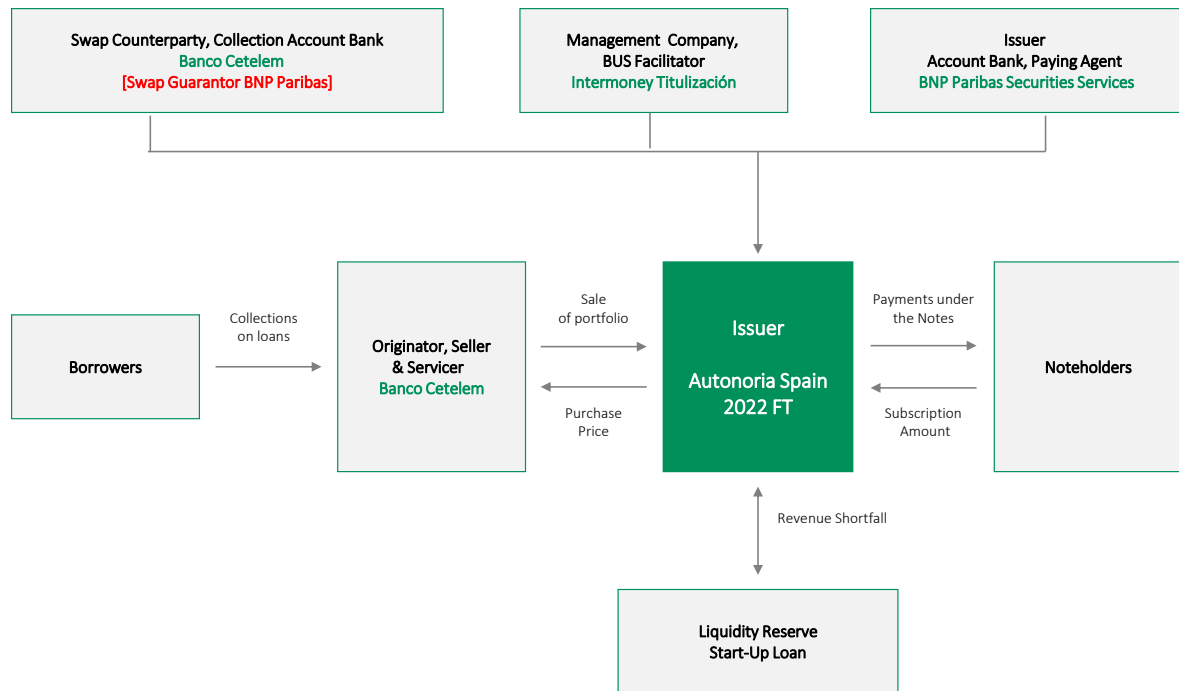 Swap Counterparty, Collection Account Bank
Banco Cetelem
[Swap Guarantor BNP Paribas]
Management Company,
BUS Facilitator
Intermoney Titulización
Issuer
Account Bank, Paying Agent
BNP Paribas Securities Services
Borrowers
Collections
on loans
Originator, Seller
& Servicer
Banco Cetelem
Sale
of portfolio
Purchase
Price
Issuer
Autonoria Spain
2022 FT
Payments under
the Notes
Subscription
Amount
Noteholders
Revenue Shortfall
Liquidity Reserve
Start-Up Loan